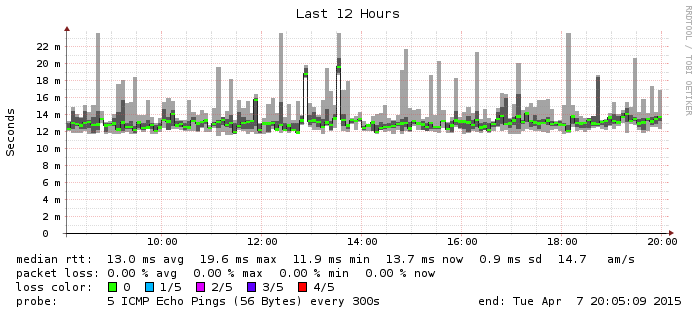 Last 12 Hours
RRDTOOL / TOBI OETIKER
Seconds
22 m
20 m
18 m
16 m
14 m
12 m
10 m
8 m
6 m
4 m
2 m
0
10:00 12:00 14:00 16:00 18:00 20:00
median rtt: 13.0 ms avg 19.6 ms max 11.9 ms min 13.7 ms now 0.9 ms sd 14.7 am/s
packet loss: 0.00 % avg 0.00 % max 0.00 % min 0.00 % now
loss color: 0 1/5 2/5 3/5 4/5
probe: 5 ICMP Echo Pings (56 Bytes) every 300s end: Tue Apr 7 20:05:09 2015